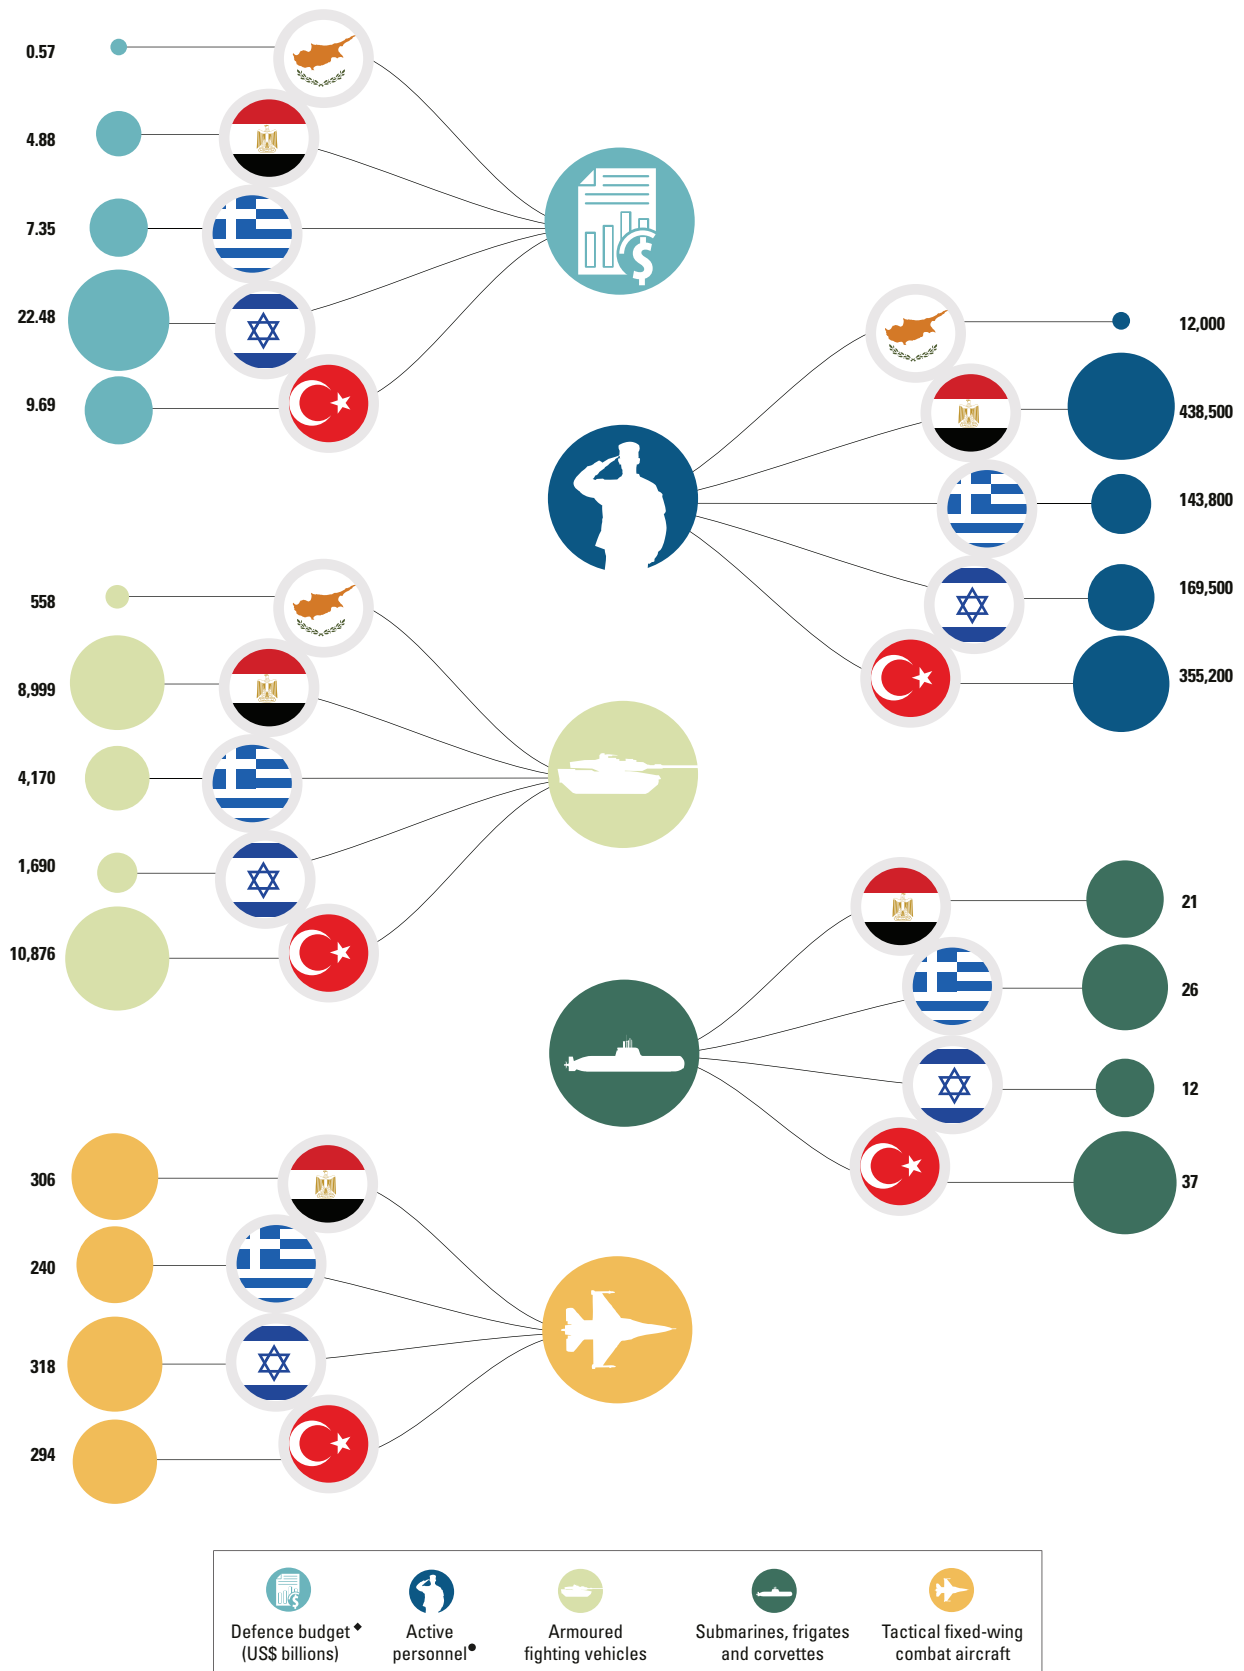 0.57
4.88
7.35
22.48
9.69
$
12,000
438,500
143,800
169,500
355,200
558
8,999
4,170
1,690
10,876
21
26
12
37
306
240
318
294
$
Defence budget ◆
(US$ billions)
Active
personnel●
Armoured
fighting vehicles
Submarines, frigates
and corvettes
Tactical fixed-wing
combat aircraft